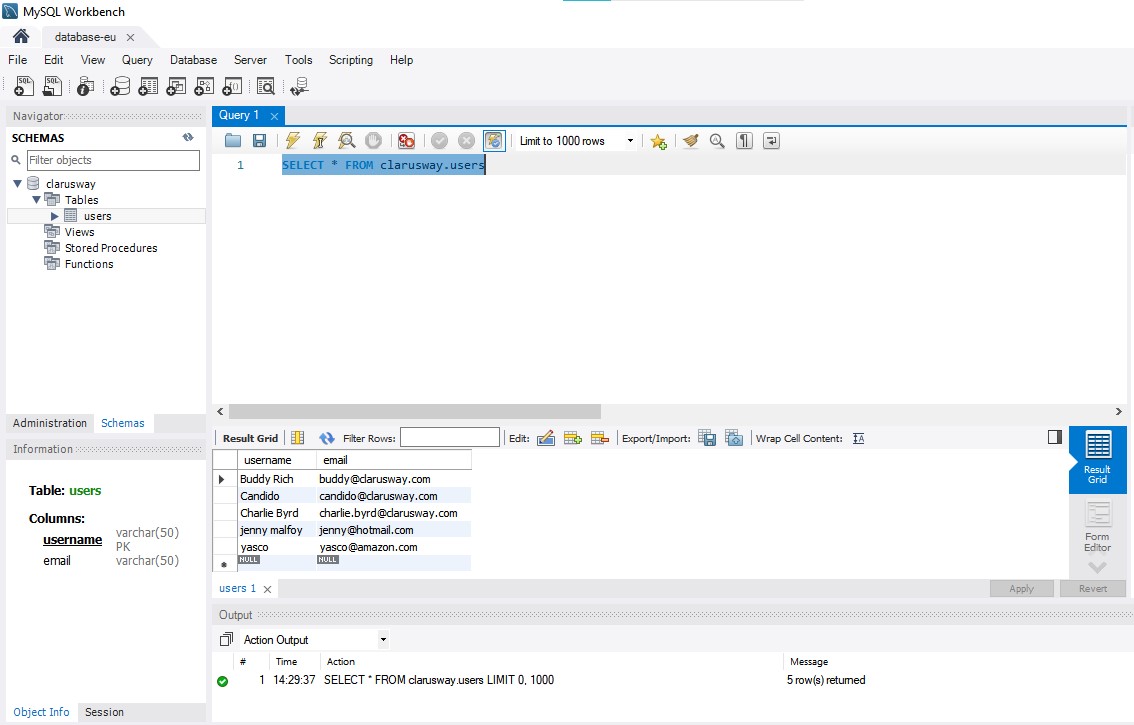 MySQL Workbench
database-eu
File Edit View Query Database Server Tools Scripting Help
Navigator
SCHEMAS
Filter objects
clarusway
Tables
users
Views
Stored Procedures
Functions
Administration Schemas
Information
Table: users
Columns:
username varchar(50)
PK
email varchar(50)
Object Info Session
Query 1
Limit to 1000 rows
1 SELECT * FROM clarusway.users
Result Grid Filter Rows: Edit: Export/Import: Wrap Cell Content:
username email
Buddy Rich buddy@clarusway.com
Candido candido@clarusway.com
Charlie Byrd charlie.byrd@clarusway.com
jenny malfoy jenny@hotmail.com
yasco yasco@amazon.com
NULL NULL
Result
Grid
Form
Editor
users 1 Apply Revert
Output
Action Output
# Time Action Message
1 14:29:37 SELECT * FROM clarusway.users LIMIT 0, 1000 5 row(s) returned